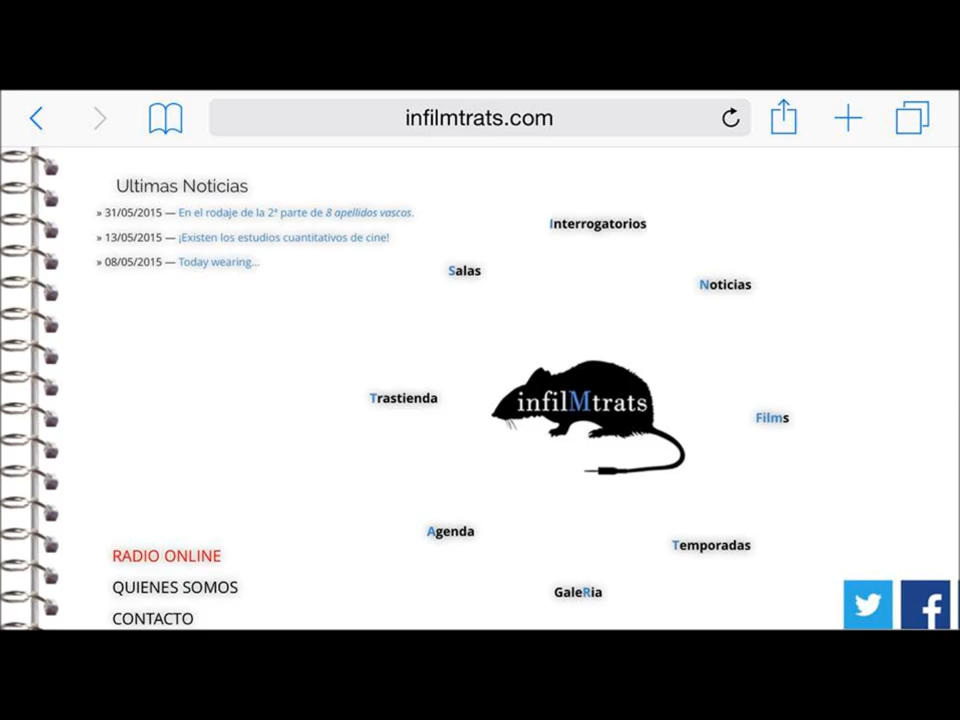 infilmtrats.com
Ultimas Noticias
» 31/05/2015 — En el rodaje de la 2ª parte de 8 apellidos vascos.
» 13/05/2015 — ¡Existen los estudios cuantitativos de cine!
» 08/05/2015 — Today wearing...
Interrogatorios
Salas
Noticias
Trastienda
infilMtrats
Films
Agenda
Temporadas
GaleRia
RADIO ONLINE
QUIENES SOMOS
CONTACTO